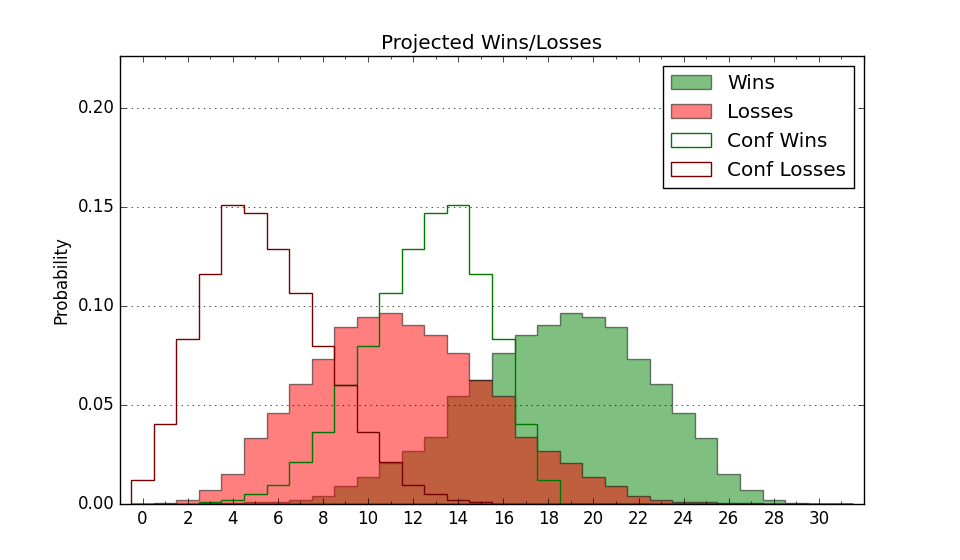 Projected Wins/Losses
Wins
Losses
Conf Wins
Conf Losses
Probability
0.20
0.15
0.10
0.05
0.00
0 2 4 6 8 10 12 14 16 18 20 22 24 26 28 30